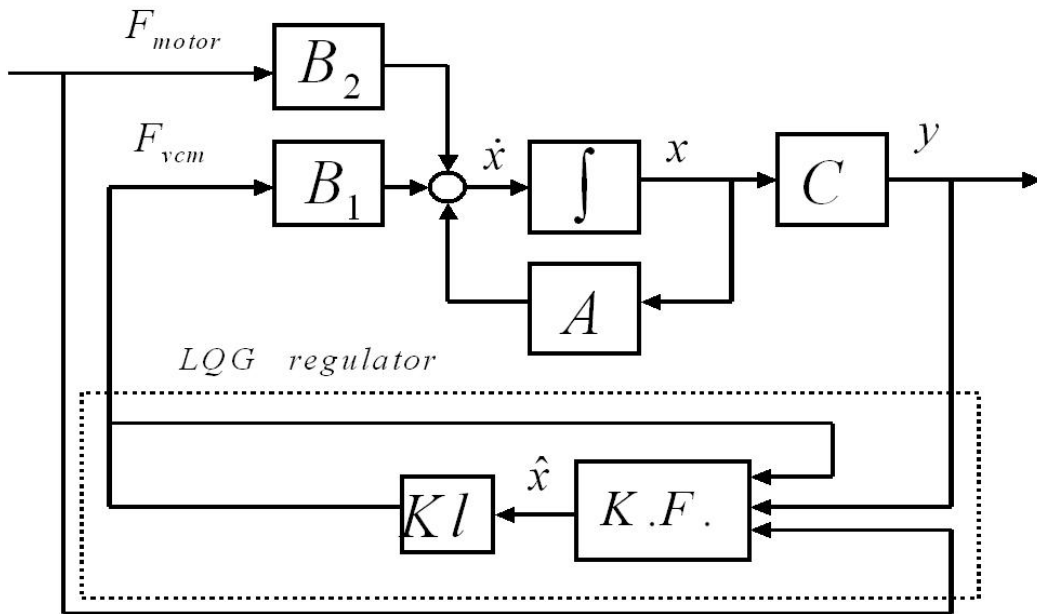 F_motor
B_2
F_vcm
B_1
ẋ
∫
x
C
y
A
LQG regulator
Kl
x̂
K.F.